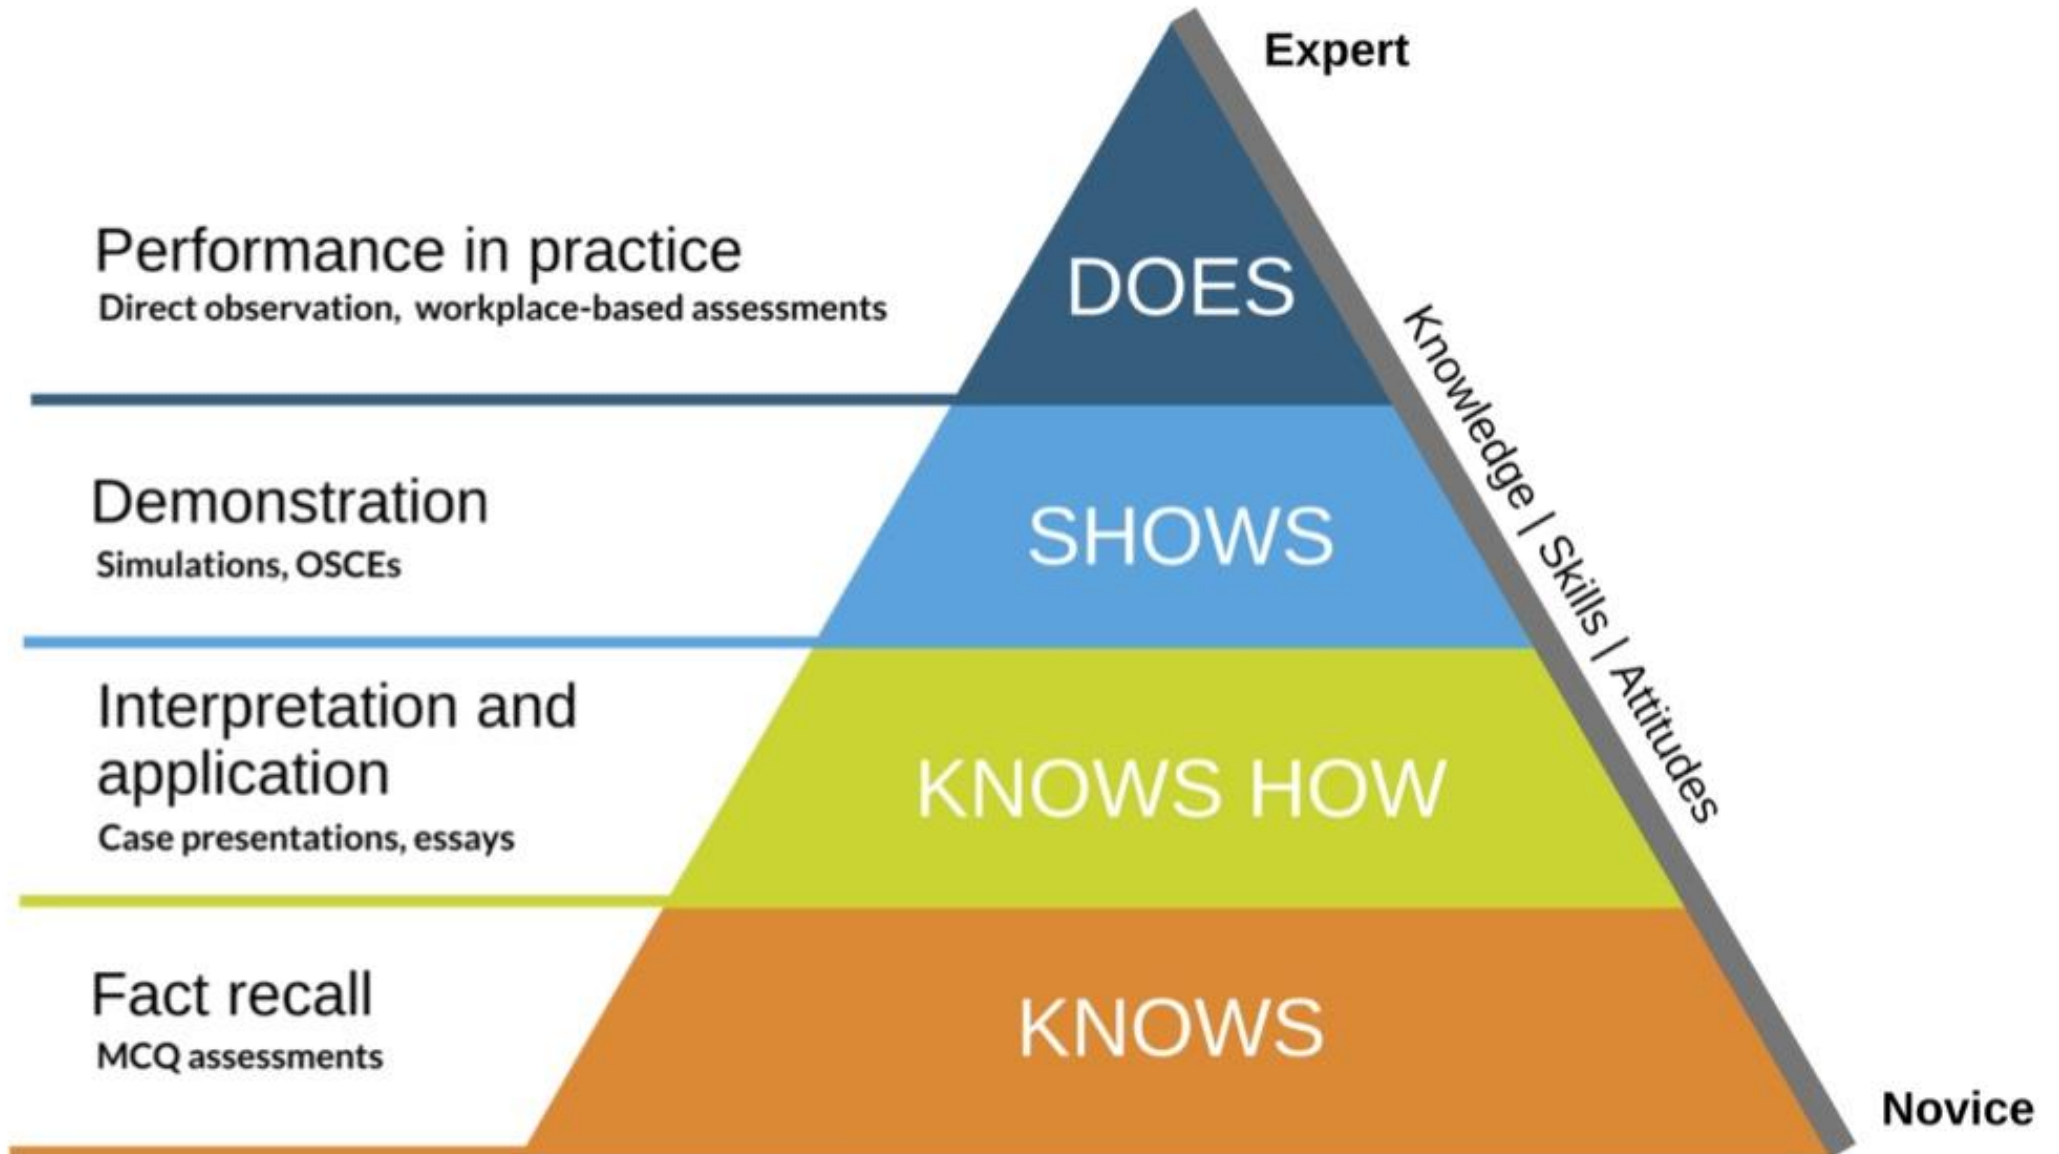 Expert
Performance in practice
Direct observation, workplace-based assessments
DOES
Demonstration
Simulations, OSCEs
SHOWS
Knowledge | Skills | Attitudes
Interpretation and
application
Case presentations, essays
KNOWS HOW
Fact recall
MCQ assessments
KNOWS
Novice